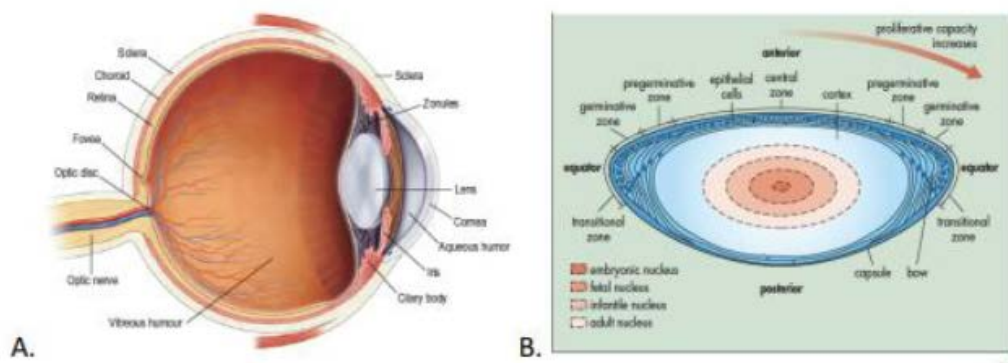 Sclera
Choroid
Retina
Fovea
Optic disc
Optic nerve
Vitreous humour
Sclera
Zonules
Lens
Cornea
Aqueous humor
Iris
Ciliary body
A.
proliferative capacity
increases
anterior
pregerminative
zone
epithelial
cells
central
zone
cortex
pregerminative
zone
germinative
zone
germinative
zone
equator
equator
transitional
zone
transitional
zone
capsule
bow
posterior
embryonic nucleus
fetal nucleus
infantile nucleus
adult nucleus
B.